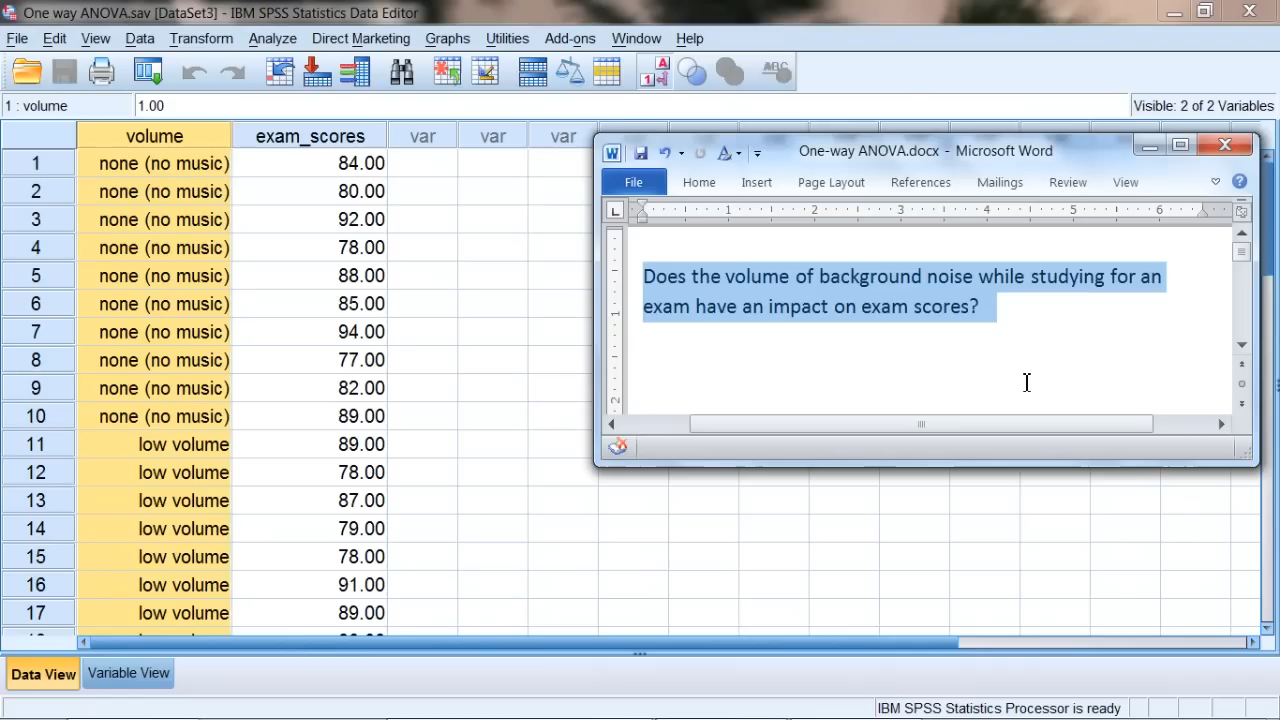 One way ANOVA.sav [DataSet3] - IBM SPSS Statistics Data Editor
File Edit View Data Transform Analyze Direct Marketing Graphs Utilities Add-ons Window Help
1 : volume 1.00 Visible: 2 of 2 Variables
volume exam_scores var var var
1 none (no music) 84.00
2 none (no music) 80.00
3 none (no music) 92.00
4 none (no music) 78.00
5 none (no music) 88.00
6 none (no music) 85.00
7 none (no music) 94.00
8 none (no music) 77.00
9 none (no music) 82.00
10 none (no music) 89.00
11 low volume 89.00
12 low volume 78.00
13 low volume 87.00
14 low volume 79.00
15 low volume 78.00
16 low volume 91.00
17 low volume 89.00
One-way ANOVA.docx - Microsoft Word
File Home Insert Page Layout References Mailings Review View
1 2 3 4 5 6
Does the volume of background noise while studying for an
exam have an impact on exam scores?
Data View Variable View
IBM SPSS Statistics Processor is ready